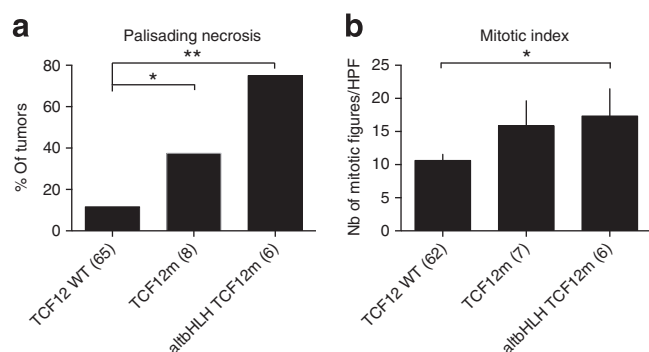 a
Palisading necrosis
**
*
80
60
40
20
0
% Of tumors
TCF12 WT (65)
TCF12m (8)
altbHLH TCF12m (6)
b
Mitotic index
*
25
20
15
10
5
0
Nb of mitotic figures/HPF
TCF12 WT (62)
TCF12m (7)
altbHLH TCF12m (6)